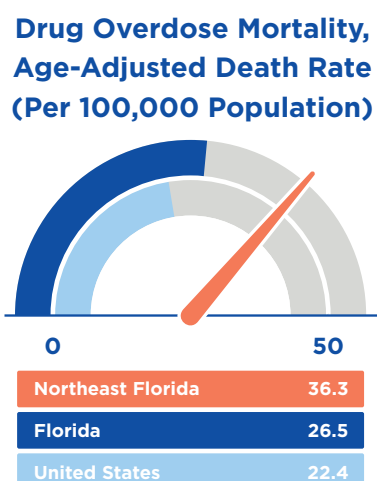 Drug Overdose Mortality,
Age-Adjusted Death Rate
(Per 100,000 Population)
0 50
Northeast Florida 36.3
Florida 26.5
United States 22.4